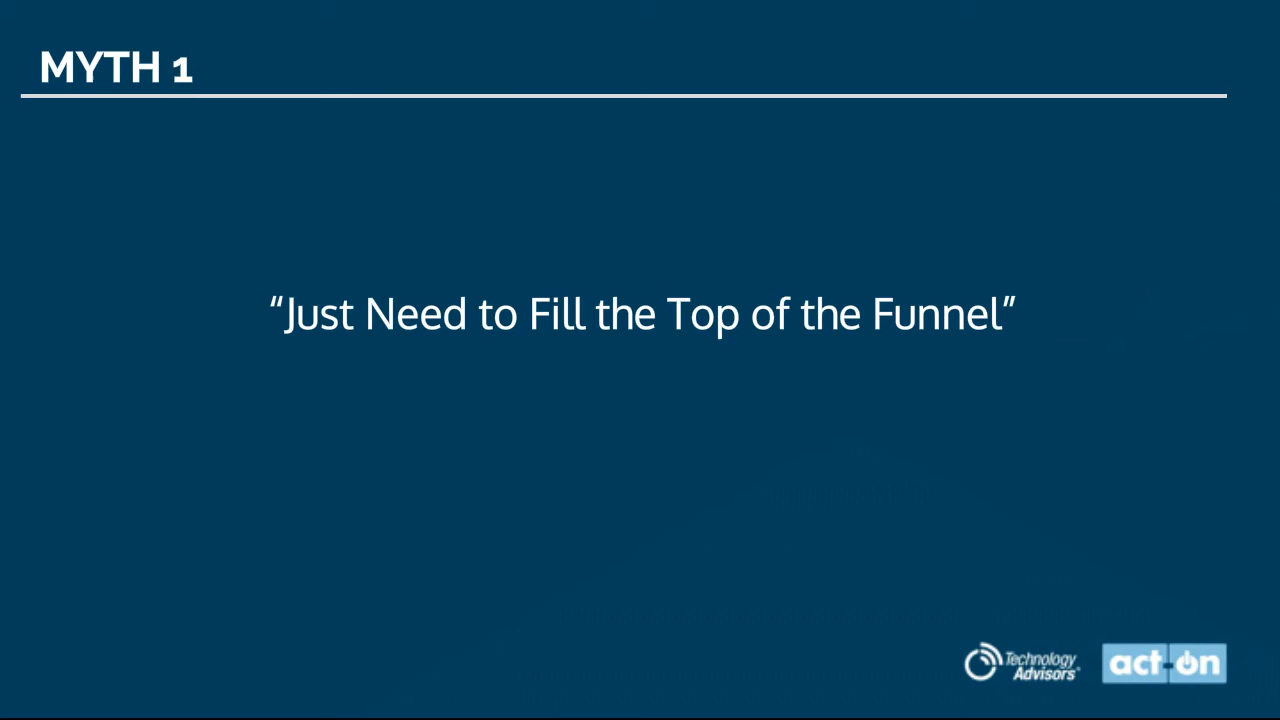 MYTH 1
“Just Need to Fill the Top of the Funnel”
Technology
Advisors
act-on